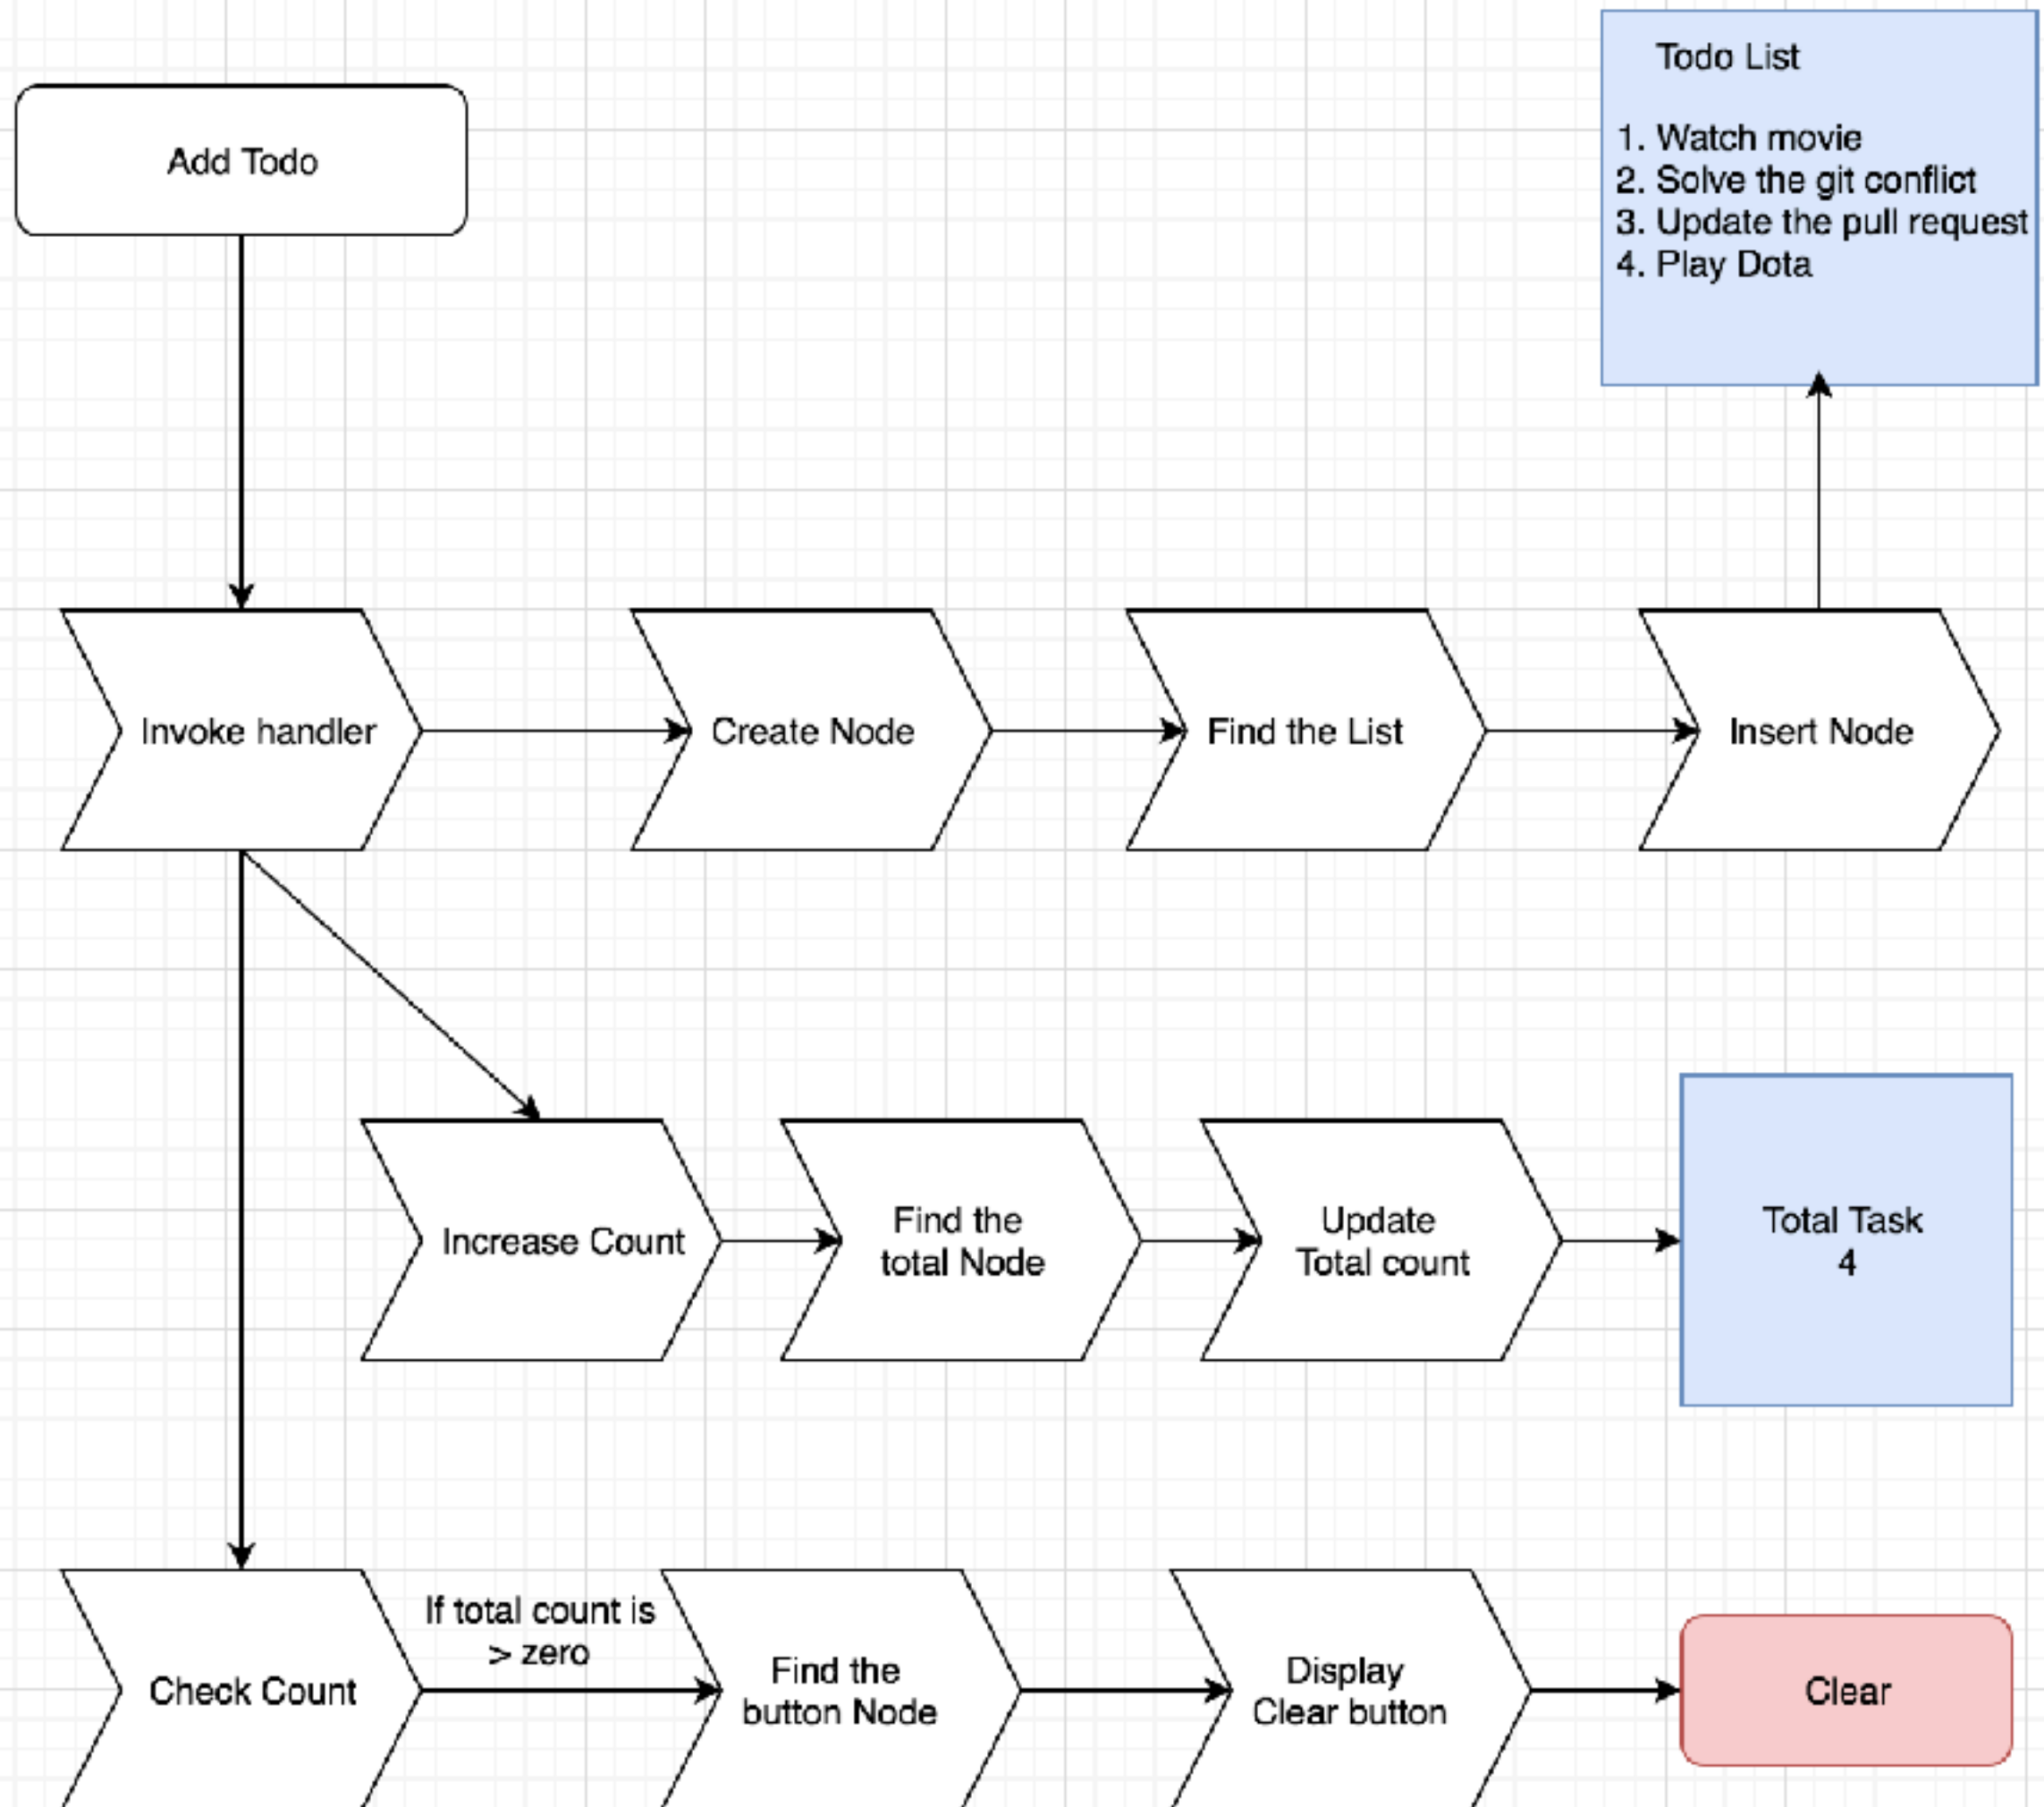 Todo List
1. Watch movie
2. Solve the git conflict
3. Update the pull request
4. Play Dota
Add Todo
Invoke handler
Create Node
Find the List
Insert Node
Increase Count
Find the
total Node
Update
Total count
Total Task
4
Check Count
If total count is
> zero
Find the
button Node
Display
Clear button
Clear